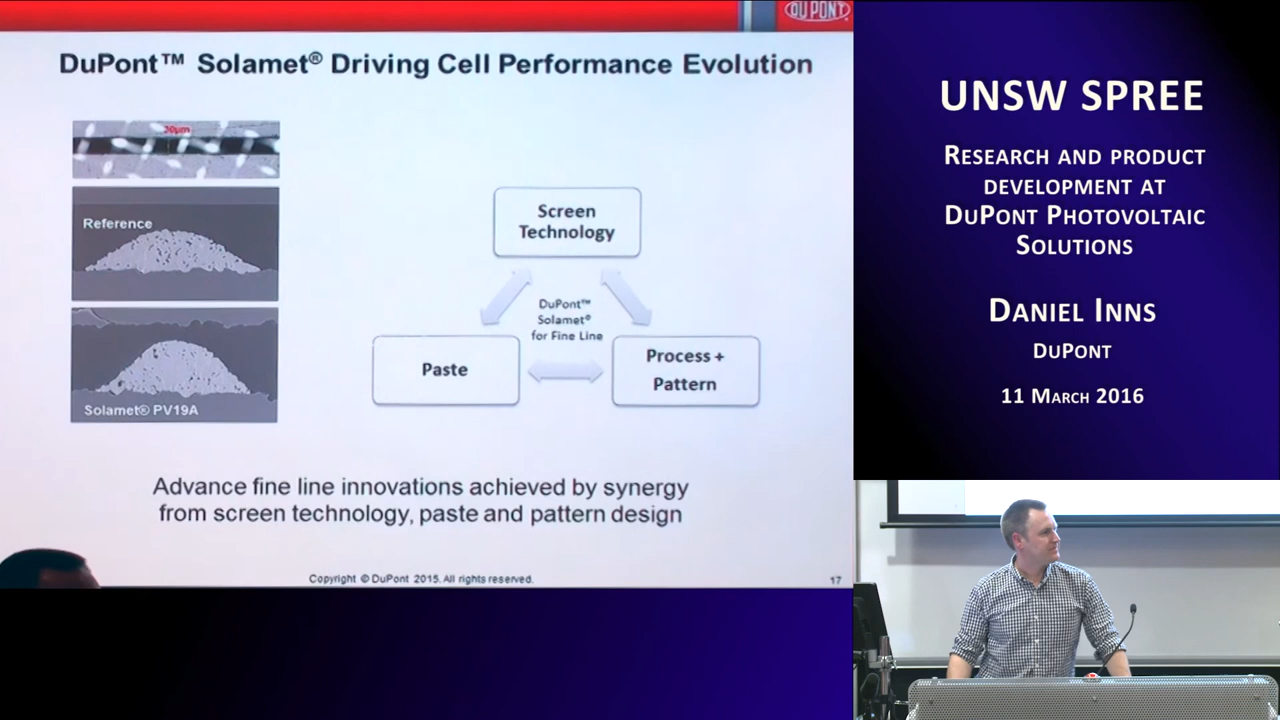 DUPONT
DuPont™ Solamet® Driving Cell Performance Evolution
30µm
Reference
Solamet® PV19A
Screen
Technology
DuPont™
Solamet®
for Fine Line
Paste
Process +
Pattern
Advance fine line innovations achieved by synergy
from screen technology, paste and pattern design
Copyright © DuPont 2015. All rights reserved.
17
UNSW SPREE
Research and product
development at
DuPont Photovoltaic
Solutions
Daniel Inns
DuPont
11 March 2016